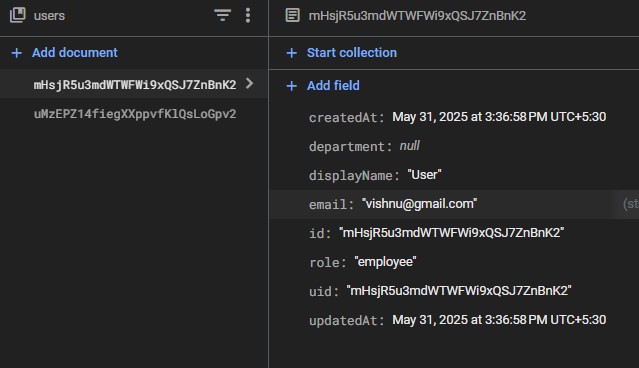 users
+ Add document
mHsjR5u3mdWTWFWi9xQSJ7ZnBnK2
uMzEPZ14fiegXXppvfKlQsLoGpv2
mHsjR5u3mdWTWFWi9xQSJ7ZnBnK2
+ Start collection
+ Add field
createdAt: May 31, 2025 at 3:36:58 PM UTC+5:30
department: null
displayName: "User"
email: "vishnu@gmail.com"
(st
id: "mHsjR5u3mdWTWFWi9xQSJ7ZnBnK2"
role: "employee"
uid: "mHsjR5u3mdWTWFWi9xQSJ7ZnBnK2"
updatedAt: May 31, 2025 at 3:36:58 PM UTC+5:30